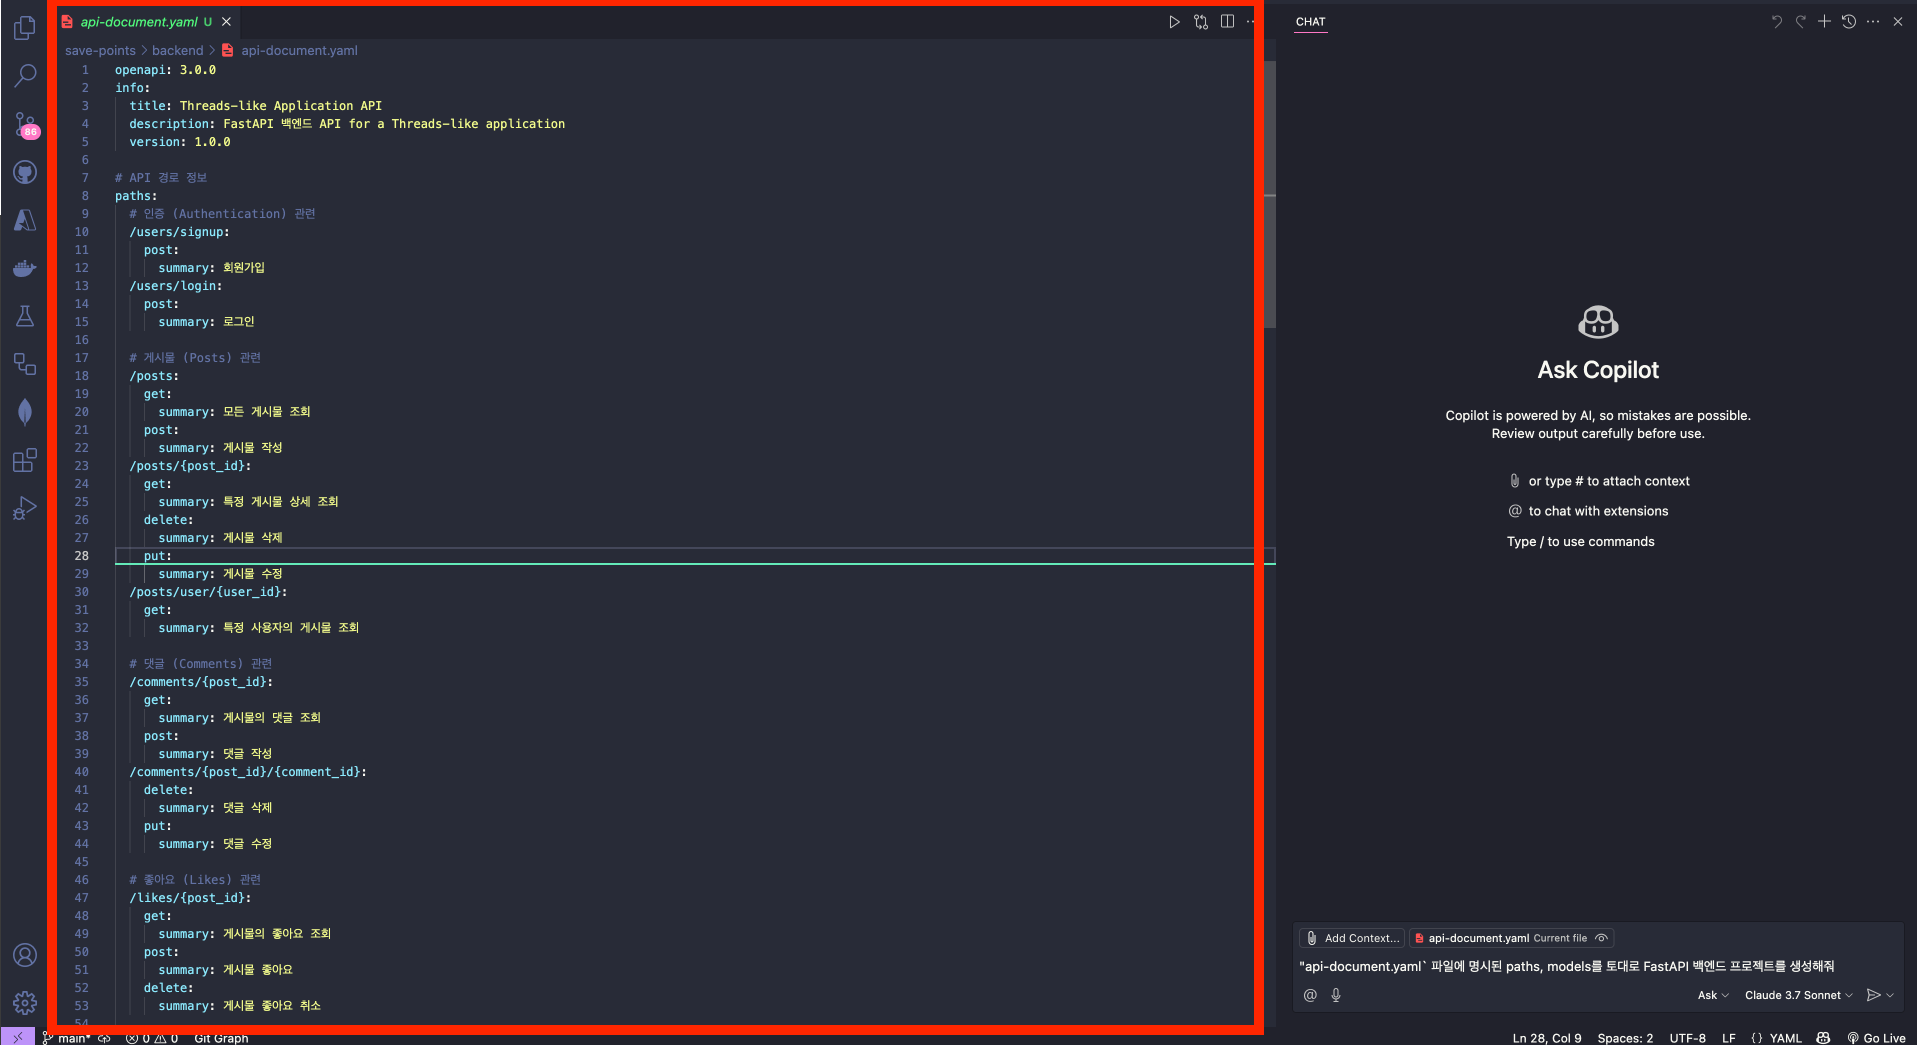 api-document.yaml U
save-points > backend > api-document.yaml
1 openapi: 3.0.0
2 info:
3 title: Threads-like Application API
4 description: FastAPI 백엔드 API for a Threads-like application
5 version: 1.0.0
6
7 # API 경로 정보
8 paths:
9 # 인증 (Authentication) 관련
10 /users/signup:
11 post:
12 summary: 회원가입
13 /users/login:
14 post:
15 summary: 로그인
16
17 # 게시물 (Posts) 관련
18 /posts:
19 get:
20 summary: 모든 게시물 조회
21 post:
22 summary: 게시물 작성
23 /posts/{post_id}:
24 get:
25 summary: 특정 게시물 상세 조회
26 delete:
27 summary: 게시물 삭제
28 put:
29 summary: 게시물 수정
30 /posts/user/{user_id}:
31 get:
32 summary: 특정 사용자의 게시물 조회
33
34 # 댓글 (Comments) 관련
35 /comments/{post_id}:
36 get:
37 summary: 게시물의 댓글 조회
38 post:
39 summary: 댓글 작성
40 /comments/{post_id}/{comment_id}:
41 delete:
42 summary: 댓글 삭제
43 put:
44 summary: 댓글 수정
45
46 # 좋아요 (Likes) 관련
47 /likes/{post_id}:
48 get:
49 summary: 게시물의 좋아요 조회
50 post:
51 summary: 게시물 좋아요
52 delete:
53 summary: 게시물 좋아요 취소
54
86
CHAT
Ask Copilot
Copilot is powered by AI, so mistakes are possible.
Review output carefully before use.
or type # to attach context
@ to chat with extensions
Type / to use commands
Add Context... api-document.yaml Current file
"api-document.yaml` 파일에 명시된 paths, models를 토대로 FastAPI 백엔드 프로젝트를 생성해줘
@ Ask Claude 3.7 Sonnet
main* 0 0 Git Graph
Ln 28, Col 9 Spaces: 2 UTF-8 LF {} YAML Go Live